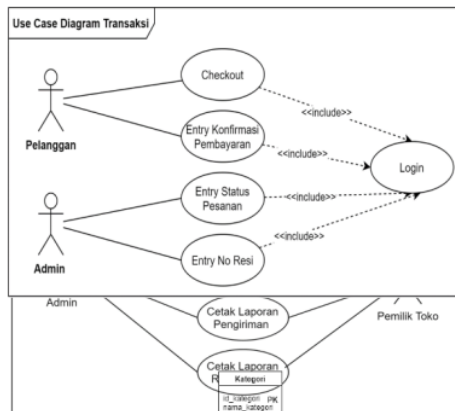 Use Case Diagram Transaksi
Checkout
<<include>>
Pelanggan
Entry Konfirmasi
Pembayaran
<<include>>
Login
Entry Status
Pesanan
<<include>>
<<include>>
Admin
Entry No Resi
Admin
Cetak Laporan
Pengiriman
Pemilik Toko
Cetak Laporan
Kategori
id_kategori PK
nama_kategori